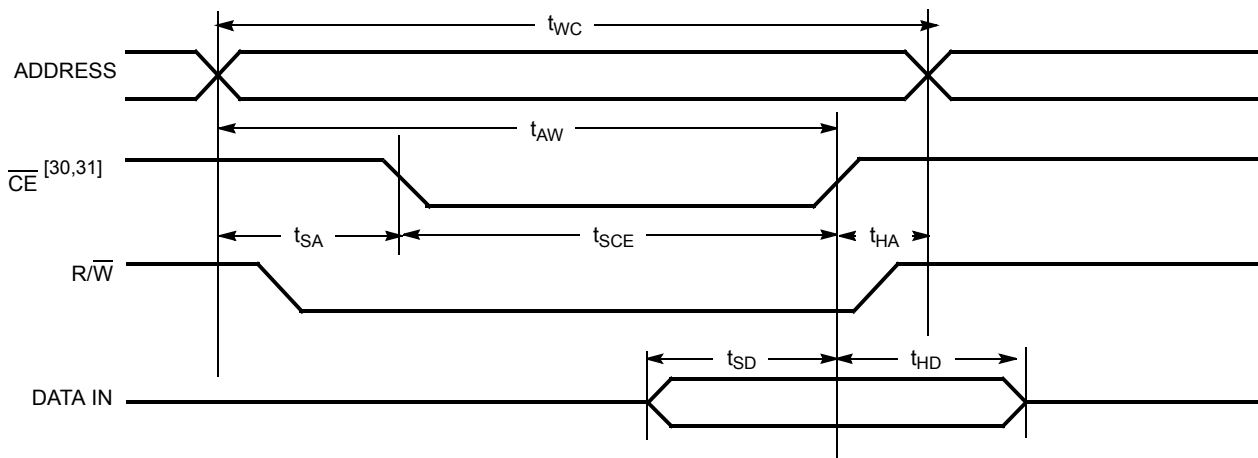 tWC
ADDRESS
tAW
CE [30,31]
tSA
tSCE
tHA
R/W
tSD
tHD
DATA IN